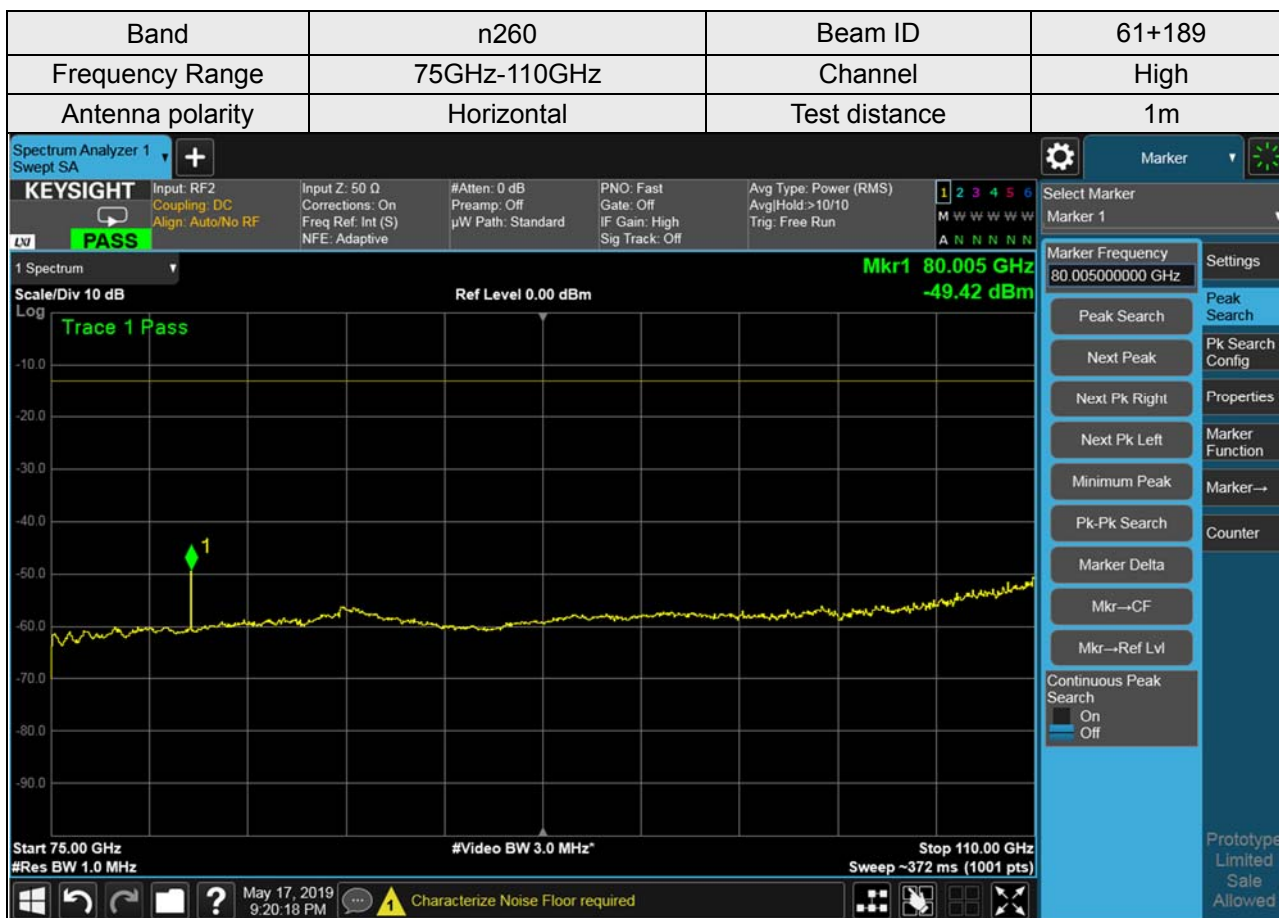 Band n260 Beam ID 61+189
Frequency Range 75GHz-110GHz Channel High
Antenna polarity Horizontal Test distance 1m
Spectrum Analyzer 1
Swept SA
+
Marker
KEYSIGHT
LXI
PASS
Input: RF2
Coupling: DC
Align: Auto/No RF
Input Z: 50 Ω
Corrections: On
Freq Ref: Int (S)
NFE: Adaptive
#Atten: 0 dB
Preamp: Off
µW Path: Standard
PNO: Fast
Gate: Off
IF Gain: High
Sig Track: Off
Avg Type: Power (RMS)
Avg|Hold:>10/10
Trig: Free Run
1 2 3 4 5 6
M W W W W W
A N N N N N
Select Marker
Marker 1
1 Spectrum
Mkr1 80.005 GHz
Scale/Div 10 dB Ref Level 0.00 dBm -49.42 dBm
Log
Trace 1 Pass
-10.0
-20.0
-30.0
-40.0
-50.0
-60.0
-70.0
-80.0
-90.0
1
Start 75.00 GHz #Video BW 3.0 MHz* Stop 110.00 GHz
#Res BW 1.0 MHz Sweep ~372 ms (1001 pts)
Marker Frequency
80.005000000 GHz
Peak Search
Next Peak
Next Pk Right
Next Pk Left
Minimum Peak
Pk-Pk Search
Marker Delta
Mkr→CF
Mkr→Ref Lvl
Continuous Peak
Search
On
Off
Settings
Peak
Search
Pk Search
Config
Properties
Marker
Function
Marker→
Counter
Prototype
Limited
Sale
Allowed
?
May 17, 2019
9:20:18 PM
1
Characterize Noise Floor required